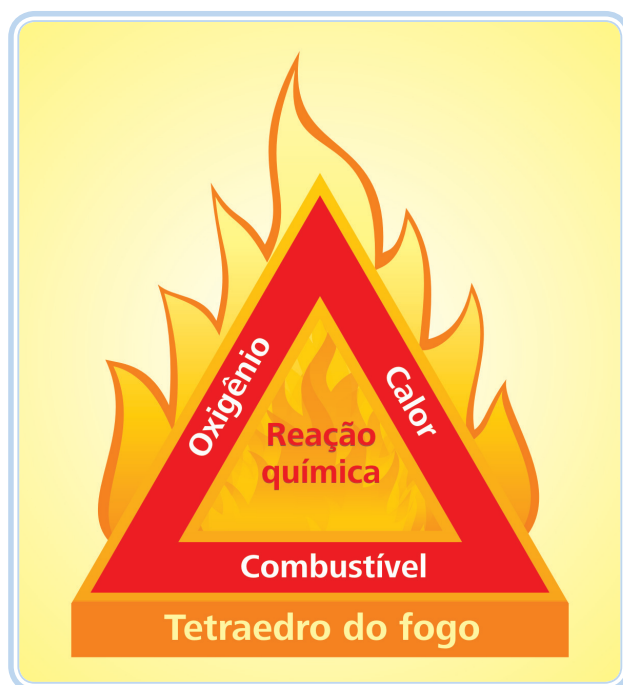 Oxigênio
Calor
Reação
química
Combustível
Tetraedro do fogo